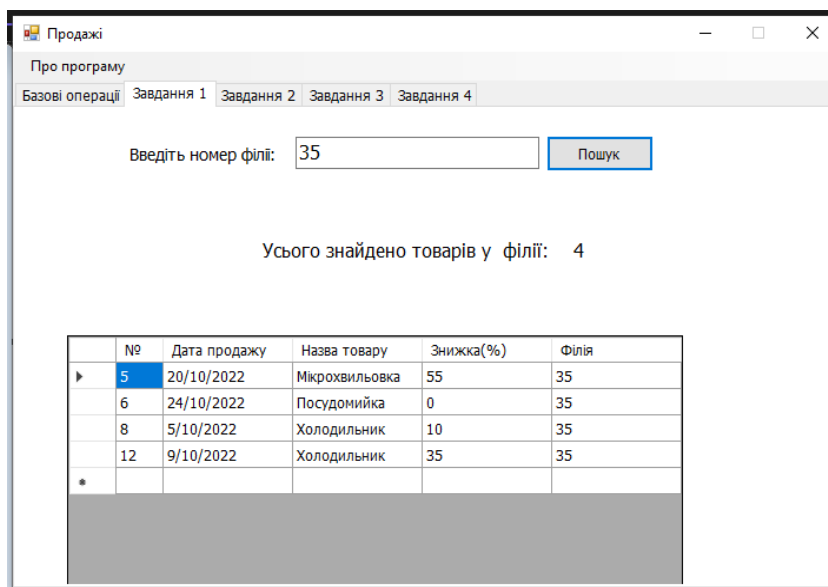 Продажі
Про програму
Базові операції Завдання 1 Завдання 2 Завдання 3 Завдання 4
Введіть номер філії: 35 Пошук
Усього знайдено товарів у філії: 4
№ Дата продажу Назва товару Знижка(%) Філія
5 20/10/2022 Мікрохвильовка 55 35
6 24/10/2022 Посудомийка 0 35
8 5/10/2022 Холодильник 10 35
12 9/10/2022 Холодильник 35 35